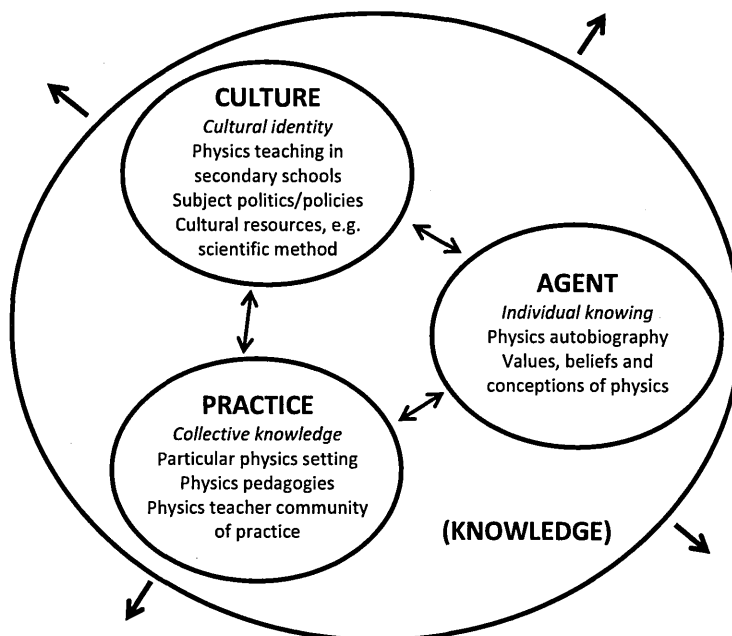 CULTURE
Cultural identity
Physics teaching in
secondary schools
Subject politics/policies
Cultural resources, e.g.
scientific method
AGENT
Individual knowing
Physics autobiography
Values, beliefs and
conceptions of physics
PRACTICE
Collective knowledge
Particular physics setting
Physics pedagogies
Physics teacher community
of practice
(KNOWLEDGE)